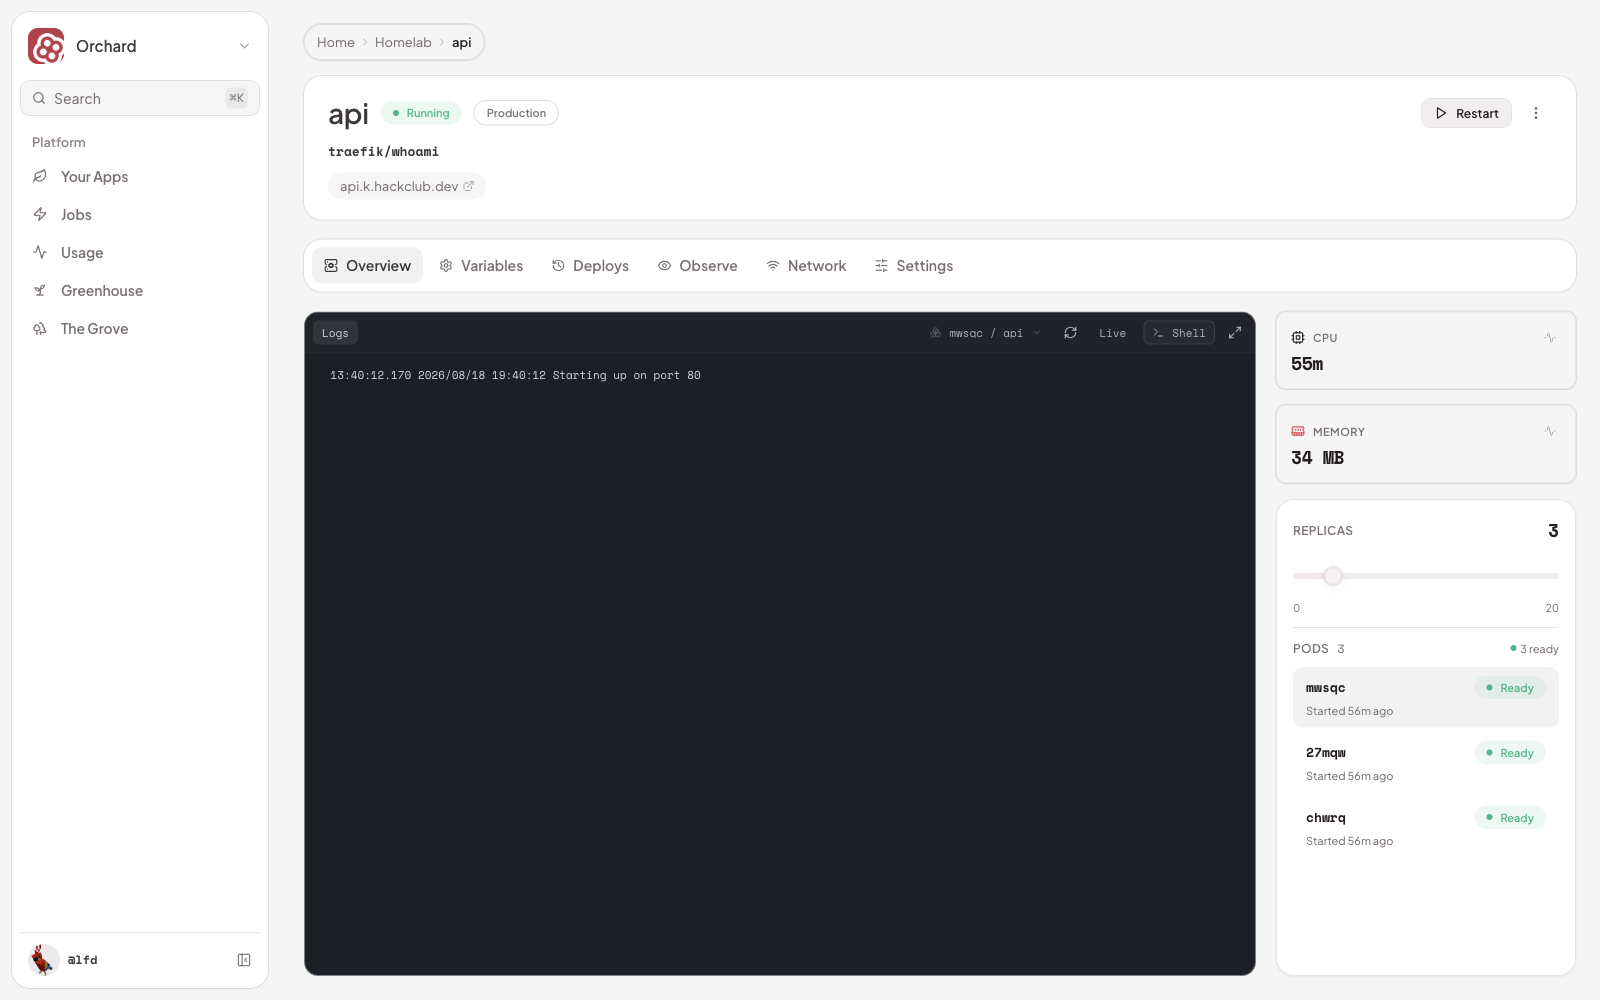 Orchard
Search ⌘K
Platform
Your Apps
Jobs
Usage
Greenhouse
The Grove
@lfd
Home › Homelab › api
api Running Production
Restart
traefik/whoami
api.k.hackclub.dev
Overview Variables Deploys Observe Network Settings
Logs mwsqc / api Live Shell
13:40:12.170 2026/08/18 19:40:12 Starting up on port 80
CPU
55m
MEMORY
34 MB
REPLICAS 3
0 20
PODS 3 3 ready
mwsqc Ready
Started 56m ago
27mqw Ready
Started 56m ago
chwrq Ready
Started 56m ago